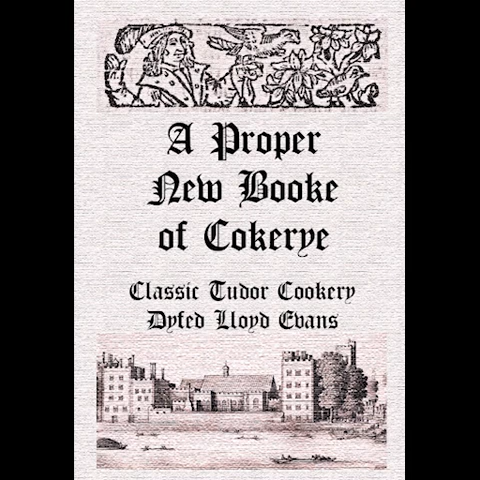 A Proper
New Booke
of Cokerye
Classic Tudor Cookery
Dyfed Lloyd Evans